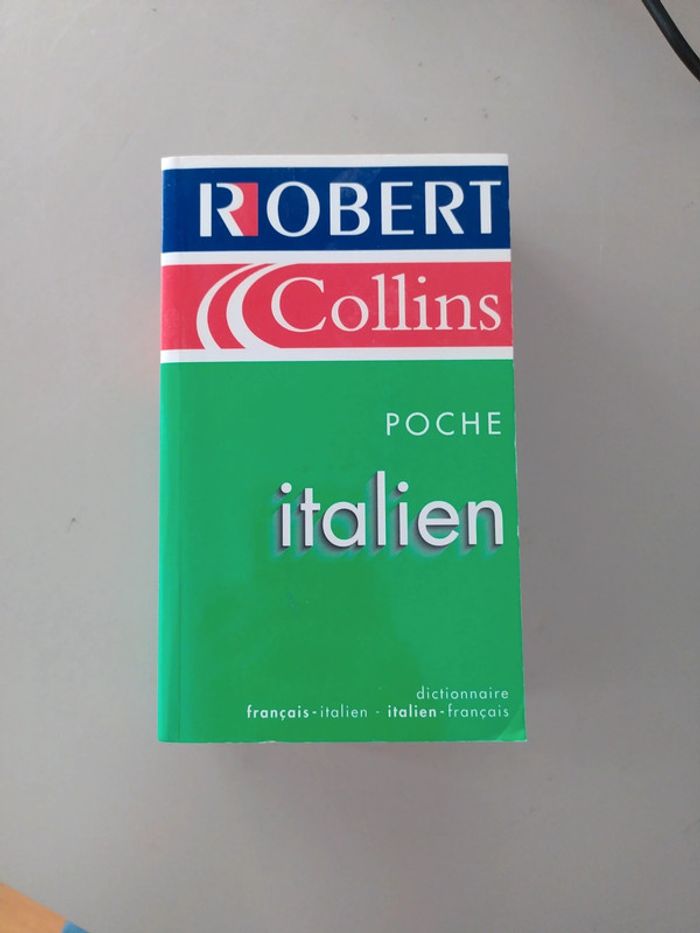 ROBERT
Collins
POCHE
italien
dictionnaire
français-italien - italien-français